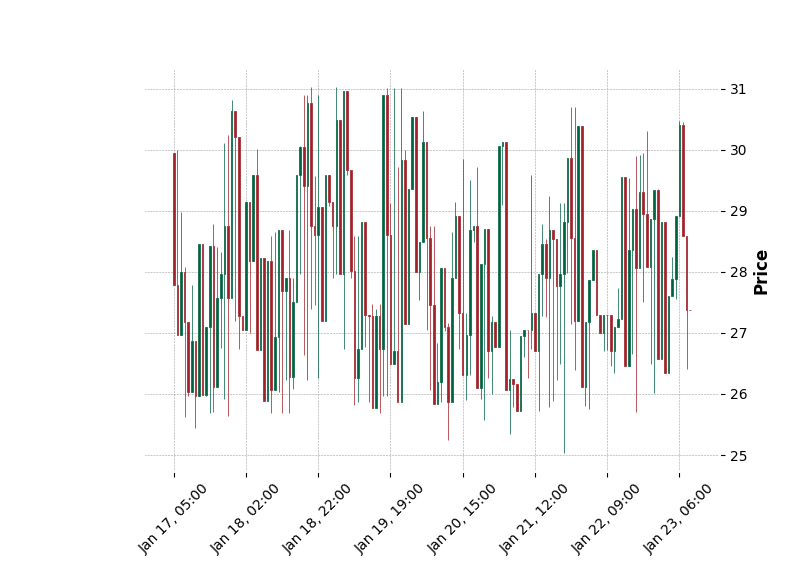 31
30
29
28
27
26
25
Price
Jan 17, 05:00
Jan 18, 02:00
Jan 18, 22:00
Jan 19, 19:00
Jan 20, 15:00
Jan 21, 12:00
Jan 22, 09:00
Jan 23, 06:00